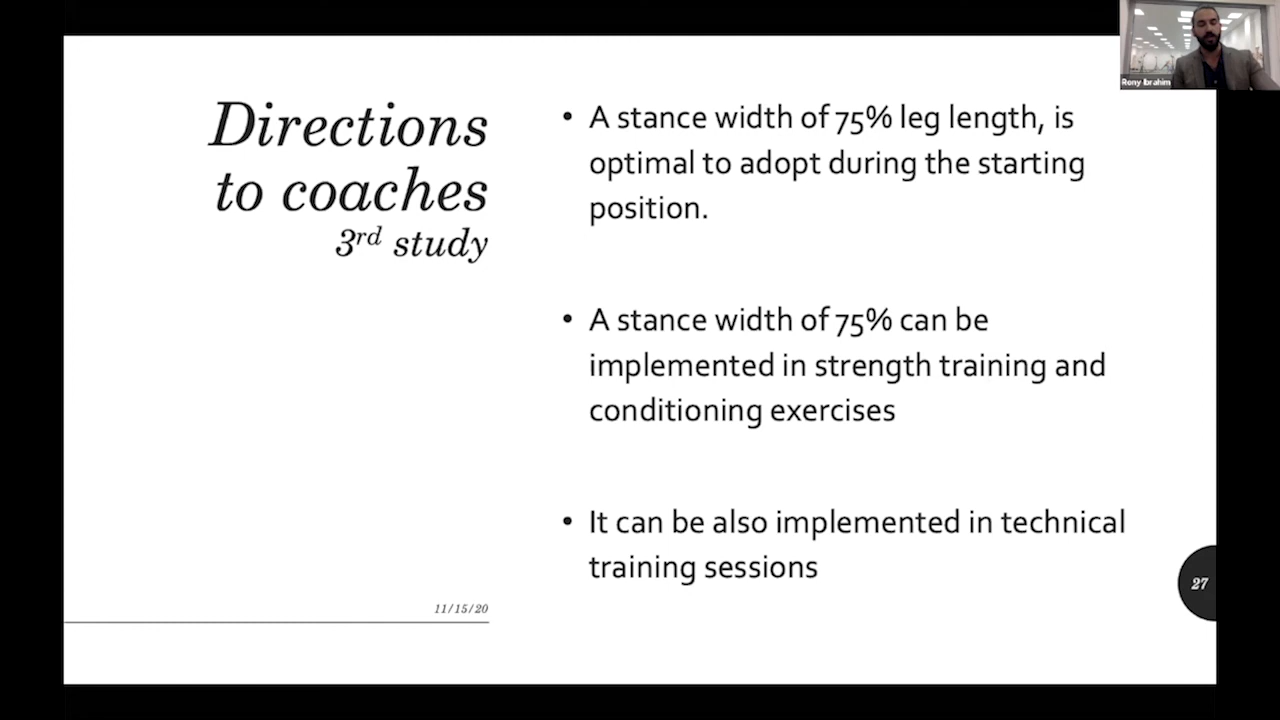 Rony Ibrahim
Directions
to coaches
3rd study
• A stance width of 75% leg length, is
optimal to adopt during the starting
position.
• A stance width of 75% can be
implemented in strength training and
conditioning exercises
• It can be also implemented in technical
training sessions
11/15/20
27